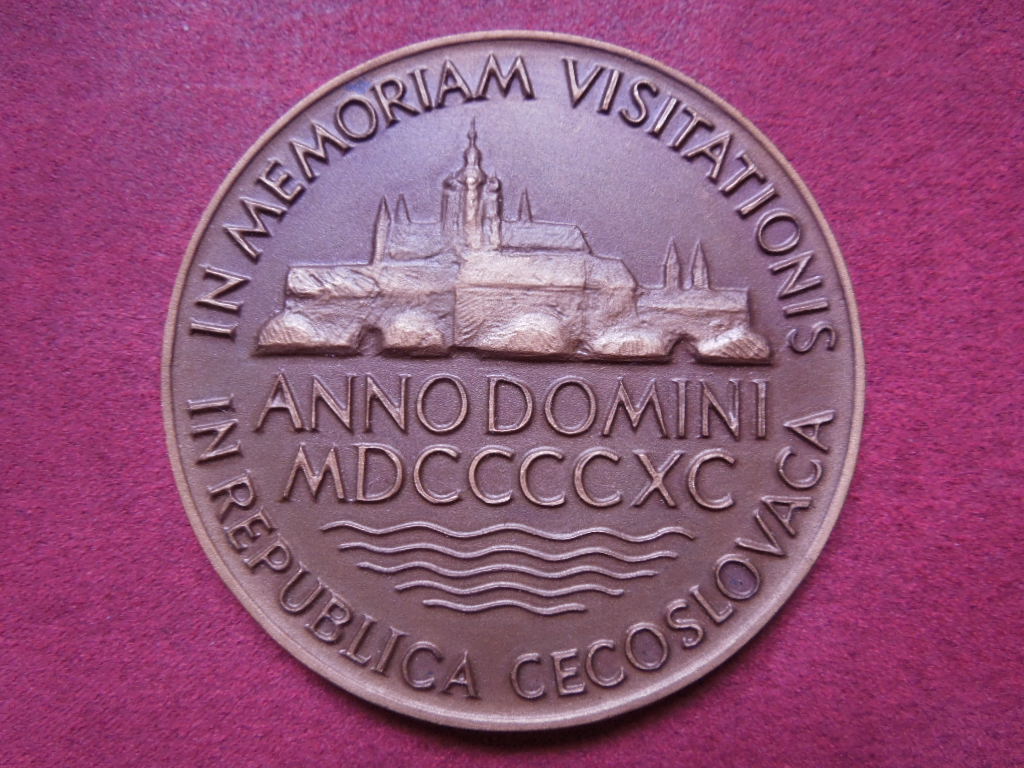 IN MEMORIAM VISITATIONIS
ANNO DOMINI
MDCCCCXC
IN REPUBLICA CECOSLOVACA